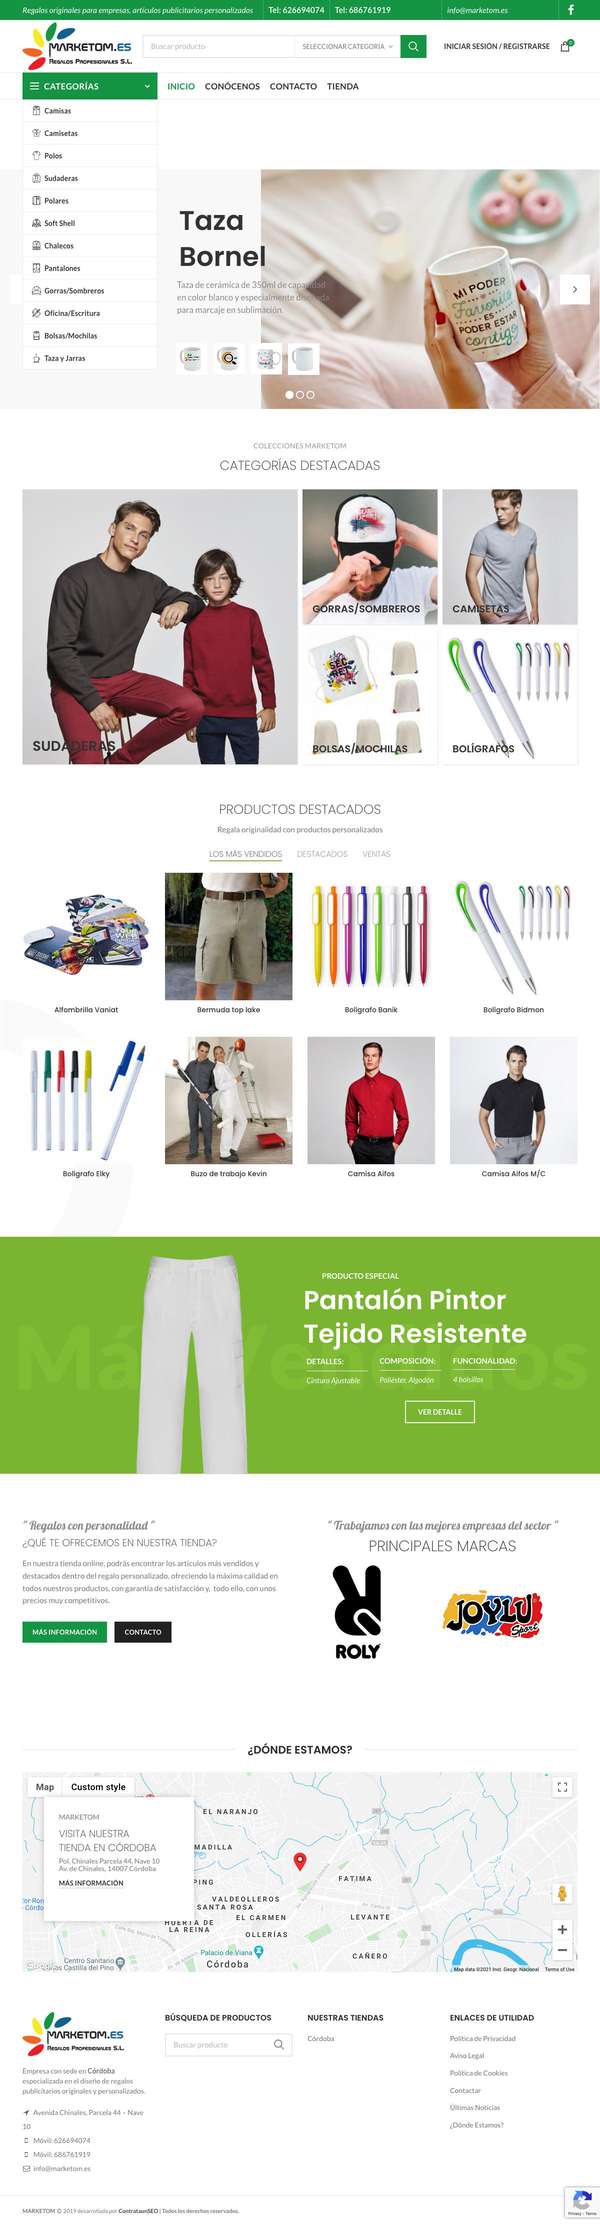 Regalos originales para empresas, artículos publicitarios personalizados
Tel: 626694074
Tel: 686761919
info@marketom.es
MARKETOM.ES
REGALOS PROFESIONALES S.L.
Buscar producto
SELECCIONAR CATEGORÍA
INICIAR SESIÓN / REGISTRARSE
0
CATEGORÍAS
INICIO
CONÓCENOS
CONTACTO
TIENDA
Camisas
Camisetas
Polos
Sudaderas
Polares
Soft Shell
Chalecos
Pantalones
Gorras/Sombreros
Oficina/Escritura
Bolsos/Mochilas
Taza y Jarras
Taza
Bornel
Taza de cerámica de 350ml de capacidad
en color blanco y especialmente diseñada
para marcaje en sublimación.
MI PODER
Favorito
ES
PODER ESTAR
contigo
COLECCIONES MARKETOM
CATEGORÍAS DESTACADAS
SUDADERAS
GORRAS/SOMBREROS
CAMISETAS
BOLSAS/MOCHILAS
BOLÍGRAFOS
PRODUCTOS DESTACADOS
Regala originalidad con productos personalizados
LOS MÁS VENDIDOS
DESTACADOS
VENTAS
Alfombrilla Vaniat
Bermuda top lake
Boligrafo Banik
Boligrafo Bidmon
Boligrafo Elky
Buzo de trabajo Kevin
Camisa Aifos
Camisa Aifos M/C
Más Vendidos
PRODUCTO ESPECIAL
Pantalón Pintor
Tejido Resistente
DETALLES:
COMPOSICIÓN:
FUNCIONALIDAD:
Cintura Ajustable
Poliéster, Algodón
4 bolsillos
VER DETALLE
" Regalos con personalidad "
¿QUÉ TE OFRECEMOS EN NUESTRA TIENDA?
En nuestra tienda online, podrás encontrar los artículos más vendidos y
destacados dentro del regalo personalizado, ofreciendo la máxima calidad en
todos nuestros productos, con garantía de satisfacción y, todo ello, con unos
precios muy competitivos.
MÁS INFORMACIÓN
CONTACTO
" Trabajamos con las mejores empresas del sector "
PRINCIPALES MARCAS
ROLY
JOYLU
Sport
¿DÓNDE ESTAMOS?
Map
Custom style
MARKETOM
VISITA NUESTRA
TIENDA EN CÓRDOBA
Pol. Chinales Parcela 44, Nave 10
Av. de Chinales, 14007 Córdoba
MÁS INFORMACIÓN
EL NARANJO
FATIMA
VALDEOLLEROS
SANTA ROSA
EL CARMEN
LEVANTE
HUERTA DE
LA REINA
OLLERÍAS
Palacio de Viana
CAÑERO
Córdoba
Centro Sanitario
Castilla del Pino
Google
Map data ©2021 Inst. Geogr. Nacional
Terms of Use
MARKETOM.ES
REGALOS PROFESIONALES S.L.
Empresa con sede en Córdoba
especializada en el diseño de regalos
publicitarios originales y personalizados.
Avenida Chinales, Parcela 44 – Nave
10
Móvil: 626694074
Móvil: 686761919
info@marketom.es
BÚSQUEDA DE PRODUCTOS
Buscar producto
NUESTRAS TIENDAS
Córdoba
ENLACES DE UTILIDAD
Política de Privacidad
Aviso Legal
Política de Cookies
Contactar
Últimas Noticias
¿Dónde Estamos?
MARKETOM © 2019 desarrollado por ContrataunSEO | Todos los derechos reservados.
Privacy - Terms